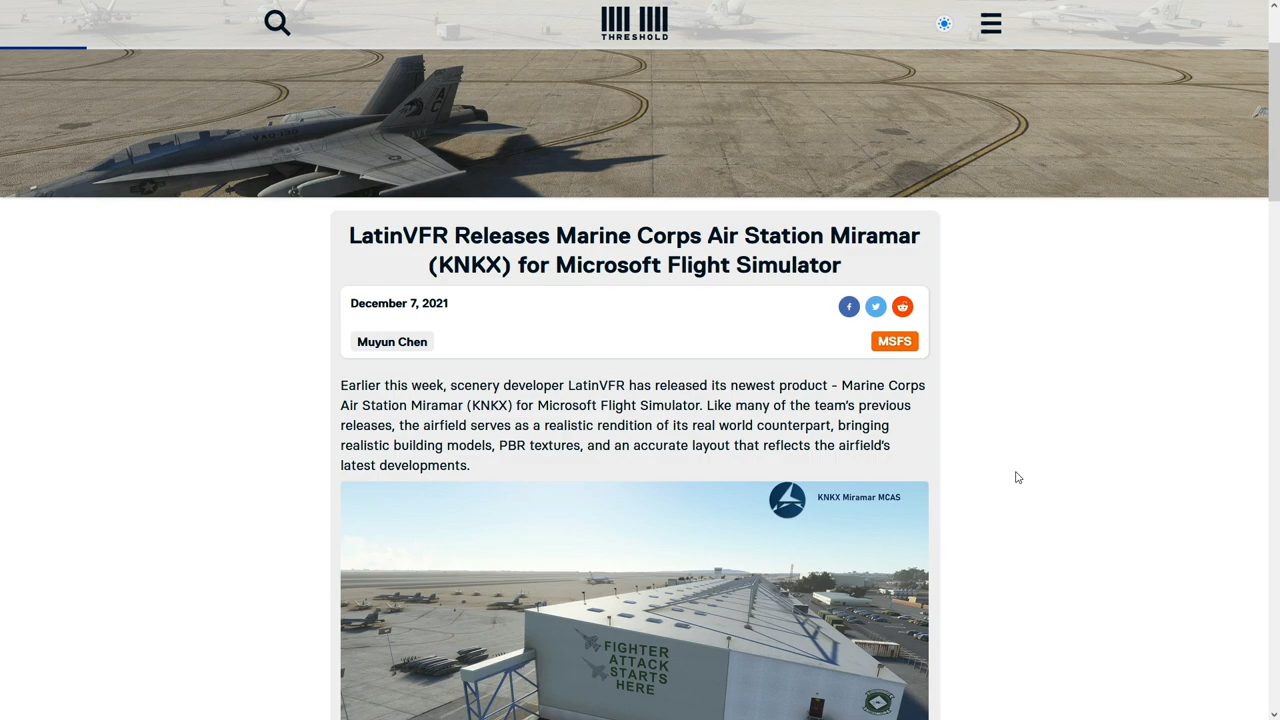 THRESHOLD
LatinVFR Releases Marine Corps Air Station Miramar
(KNKX) for Microsoft Flight Simulator
December 7, 2021
Muyun Chen
MSFS
Earlier this week, scenery developer LatinVFR has released its newest product - Marine Corps
Air Station Miramar (KNKX) for Microsoft Flight Simulator. Like many of the team's previous
releases, the airfield serves as a realistic rendition of its real world counterpart, bringing
realistic building models, PBR textures, and an accurate layout that reflects the airfield's
latest developments.
KNKX Miramar MCAS
FIGHTER
ATTACK
STARTS
HERE